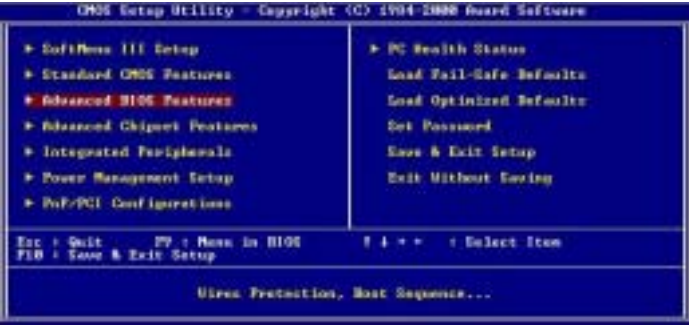 CMOS Setup Utility - Copyright (C) 1984-2000 Award Software
► SoftMenu III Setup
► Standard CMOS Features
► Advanced BIOS Features
► Advanced Chipset Features
► Integrated Peripherals
► Power Management Setup
► PnP/PCI Configurations
► PC Health Status
Load Fail-Safe Defaults
Load Optimized Defaults
Set Password
Save & Exit Setup
Exit Without Saving
Esc : Quit F9 : Menu in BIOS ↑ ↓ → ← : Select Item
F10 : Save & Exit Setup
Virus Protection, Boot Sequence...